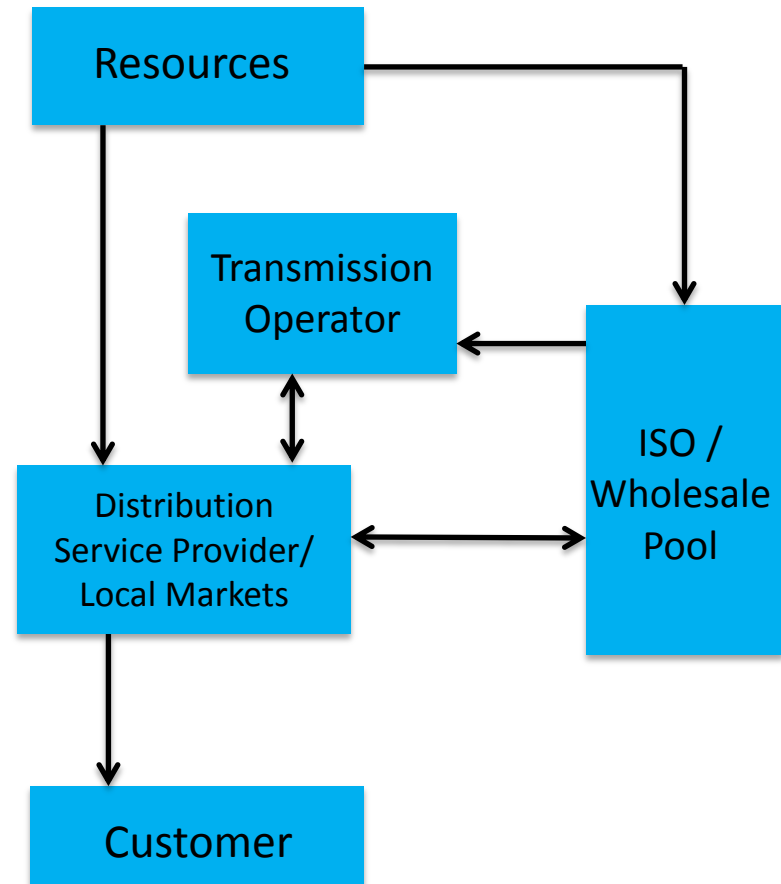 Resources
Transmission
Operator
ISO /
Wholesale
Pool
Distribution
Service Provider/
Local Markets
Customer